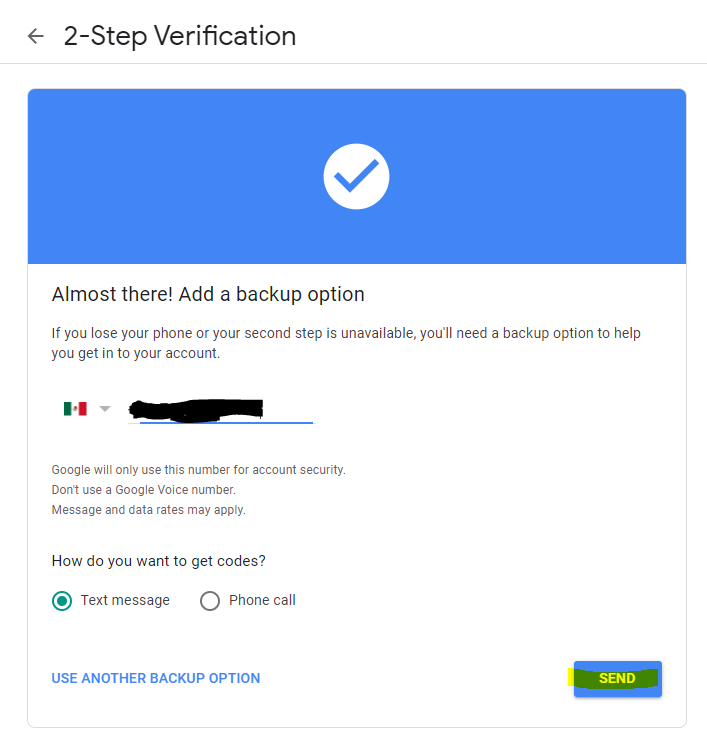 2-Step Verification
Almost there! Add a backup option
If you lose your phone or your second step is unavailable, you'll need a backup option to help
you get in to your account.
Google will only use this number for account security.
Don't use a Google Voice number.
Message and data rates may apply.
How do you want to get codes?
Text message Phone call
USE ANOTHER BACKUP OPTION SEND